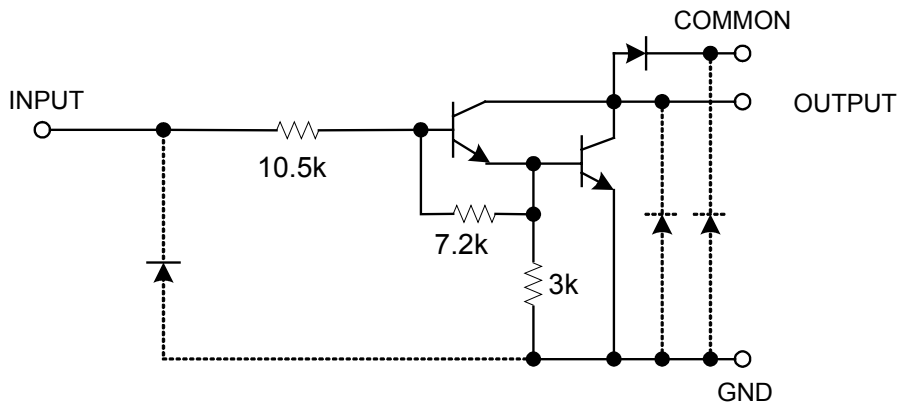 COMMON
INPUT
OUTPUT
10.5k
7.2k
3k
GND